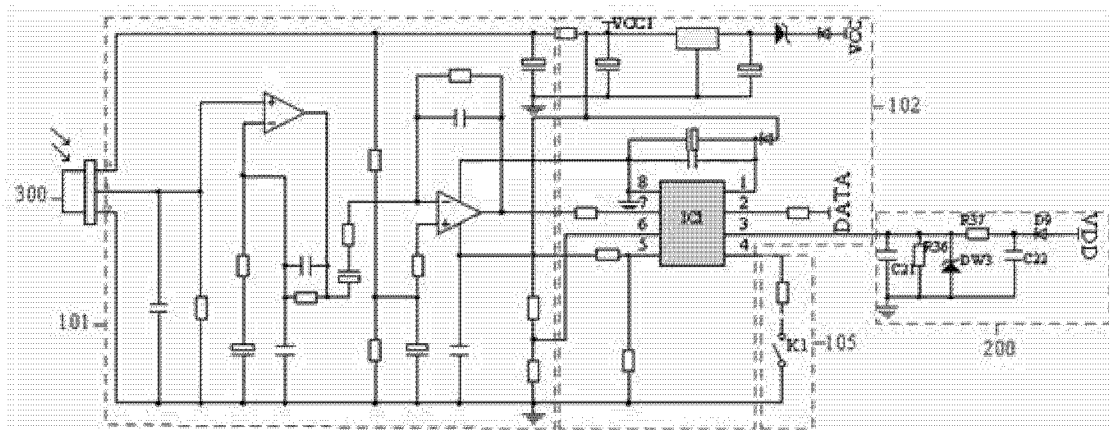 VCC1
VCC
102
300
8
1
7
IC1
2
DATA
6
3
5
4
R37
D9
VDD
C21
R36
DW3
C22
101
K1
105
200